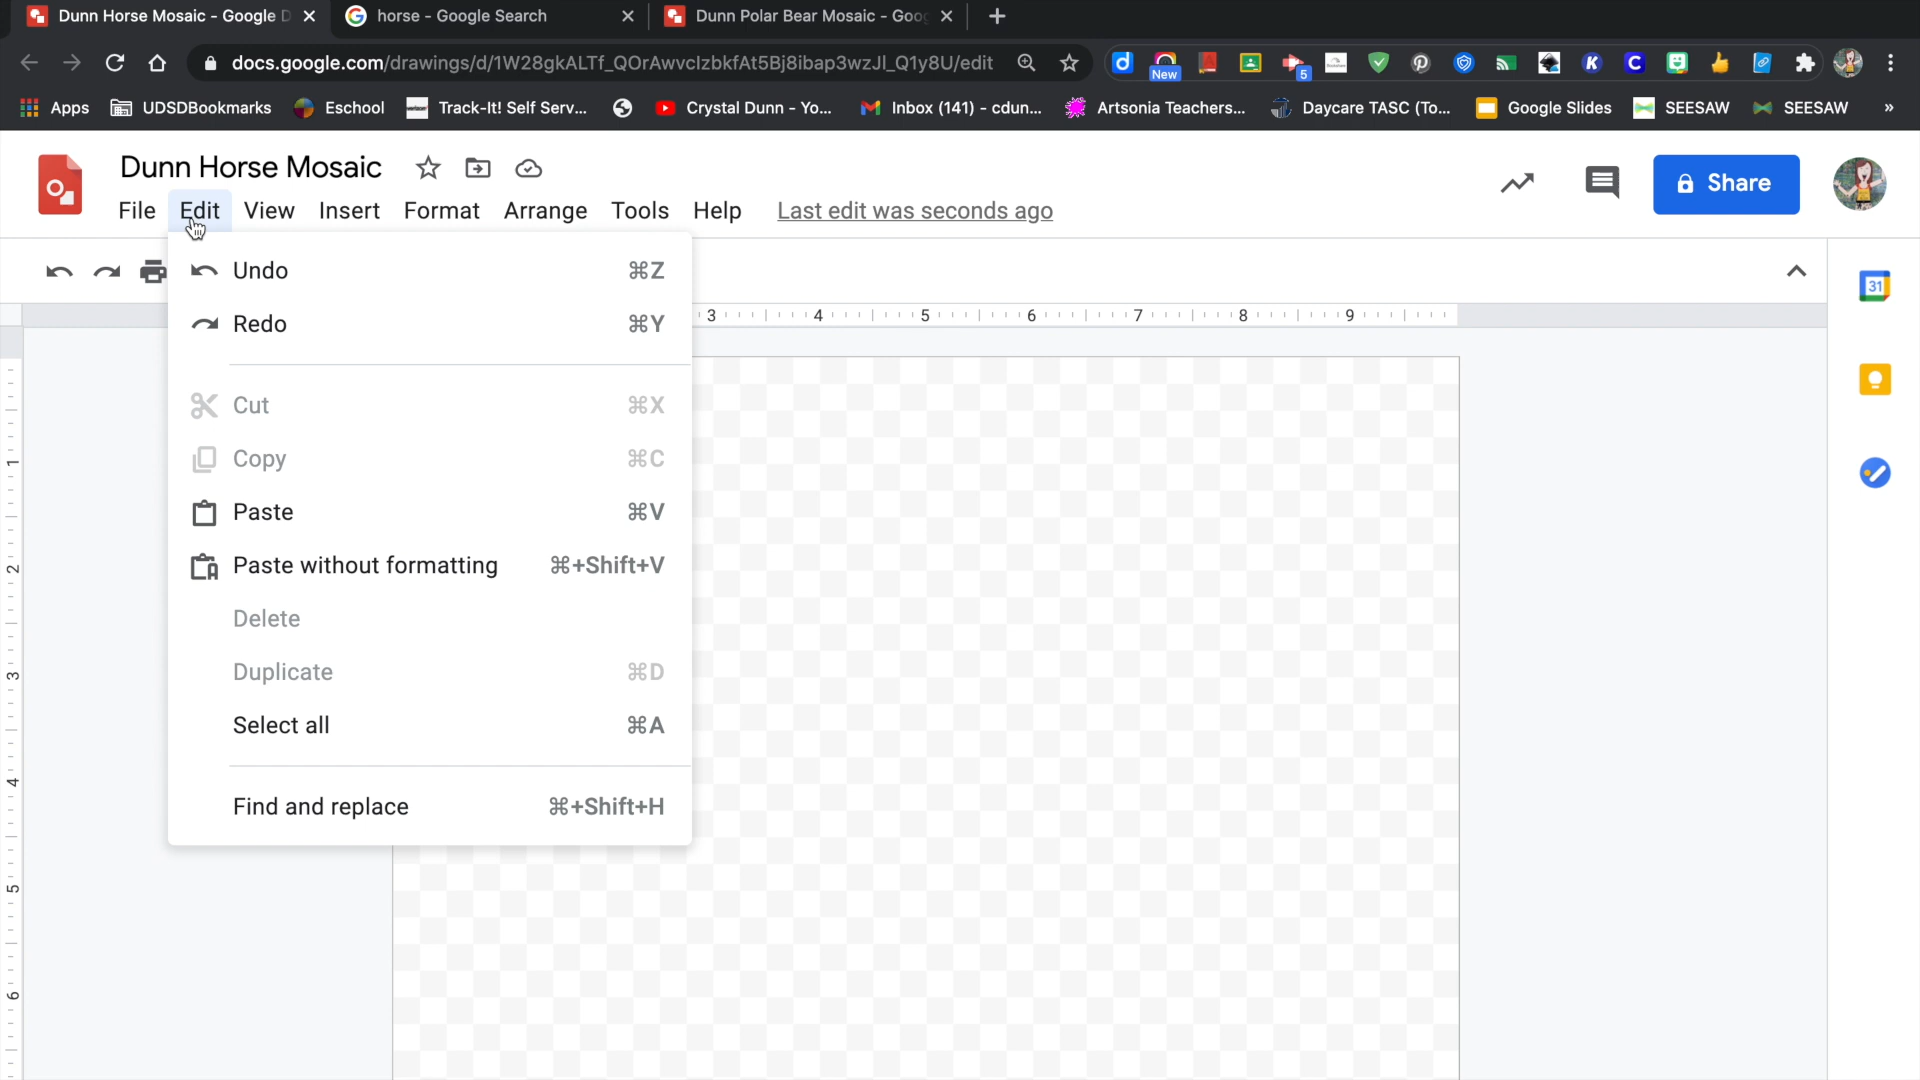 Dunn Horse Mosaic - Google D
horse - Google Search
Dunn Polar Bear Mosaic - Goog
docs.google.com/drawings/d/1W28gkALTf_QOrAwvcIzbkfAt5Bj8ibap3wzJl_Q1y8U/edit
New
5
Apps
UDSDBookmarks
Eschool
Track-It! Self Serv...
Crystal Dunn - Yo...
Inbox (141) - cdun...
Artsonia Teachers...
Daycare TASC (To...
Google Slides
SEESAW
SEESAW
»
Dunn Horse Mosaic
Share
File Edit View Insert Format Arrange Tools Help Last edit was seconds ago
31
Undo ⌘Z
Redo ⌘Y
Cut ⌘X
Copy ⌘C
Paste ⌘V
Paste without formatting ⌘+Shift+V
Delete
Duplicate ⌘D
Select all ⌘A
Find and replace ⌘+Shift+H
3 4 5 6 7 8 9
1
2
3
4
5
6